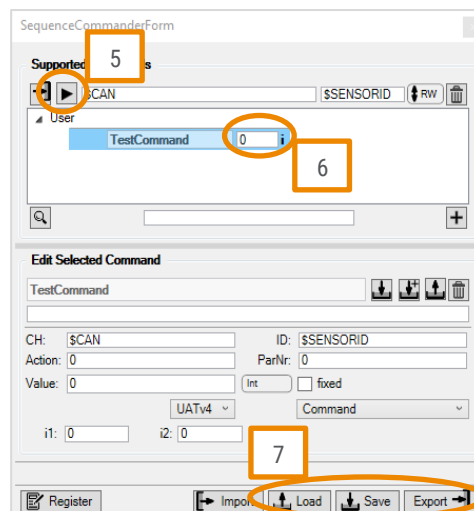 SequenceCommanderForm
5
$CAN $SENSORID RW
User
TestCommand 0 i
6
Edit Selected Command
TestCommand
CH: $CAN ID: $SENSORID
Action: 0 ParNr: 0
Value: 0 Int fixed
UATv4 Command
i1: 0 i2: 0
7
Register Import Load Save Export